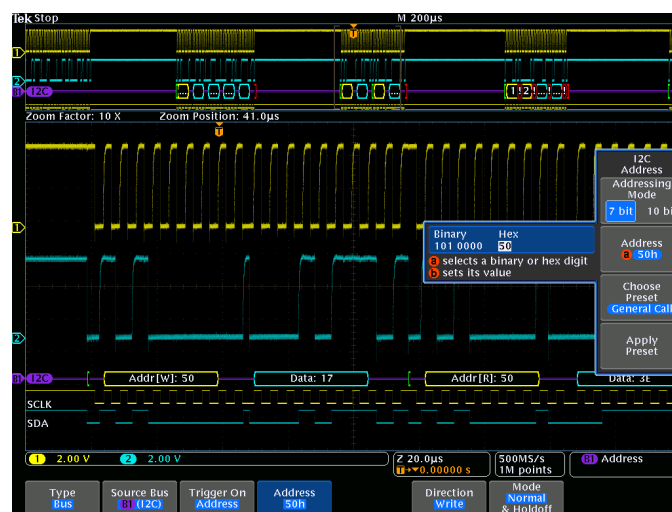 Tek Stop
M 200µs
T
1
2
B1 I2C
... ... ... ... ...
... ... ... ...
1! 2! ... ...!
Zoom Factor: 10 X
Zoom Position: 41.0µs
T
I2C
Address
Addressing
Mode
7 bit
10 bi
1
Binary
Hex
101 0000
50
a selects a binary or hex digit
b sets its value
Address
a 50h
Choose
Preset
General Call
Apply
Preset
2
B1 I2C
Addr[W]: 50
Data: 17
Addr[R]: 50
Data: 3E
SCLK
SDA
1 2.00 V
2 2.00 V
Z 20.0µs
T→▼0.00000 s
500MS/s
1M points
B1 Address
Type
Bus
Source Bus
B1 (I2C)
Trigger On
Address
Address
50h
Direction
Write
Mode
Normal
& Holdoff